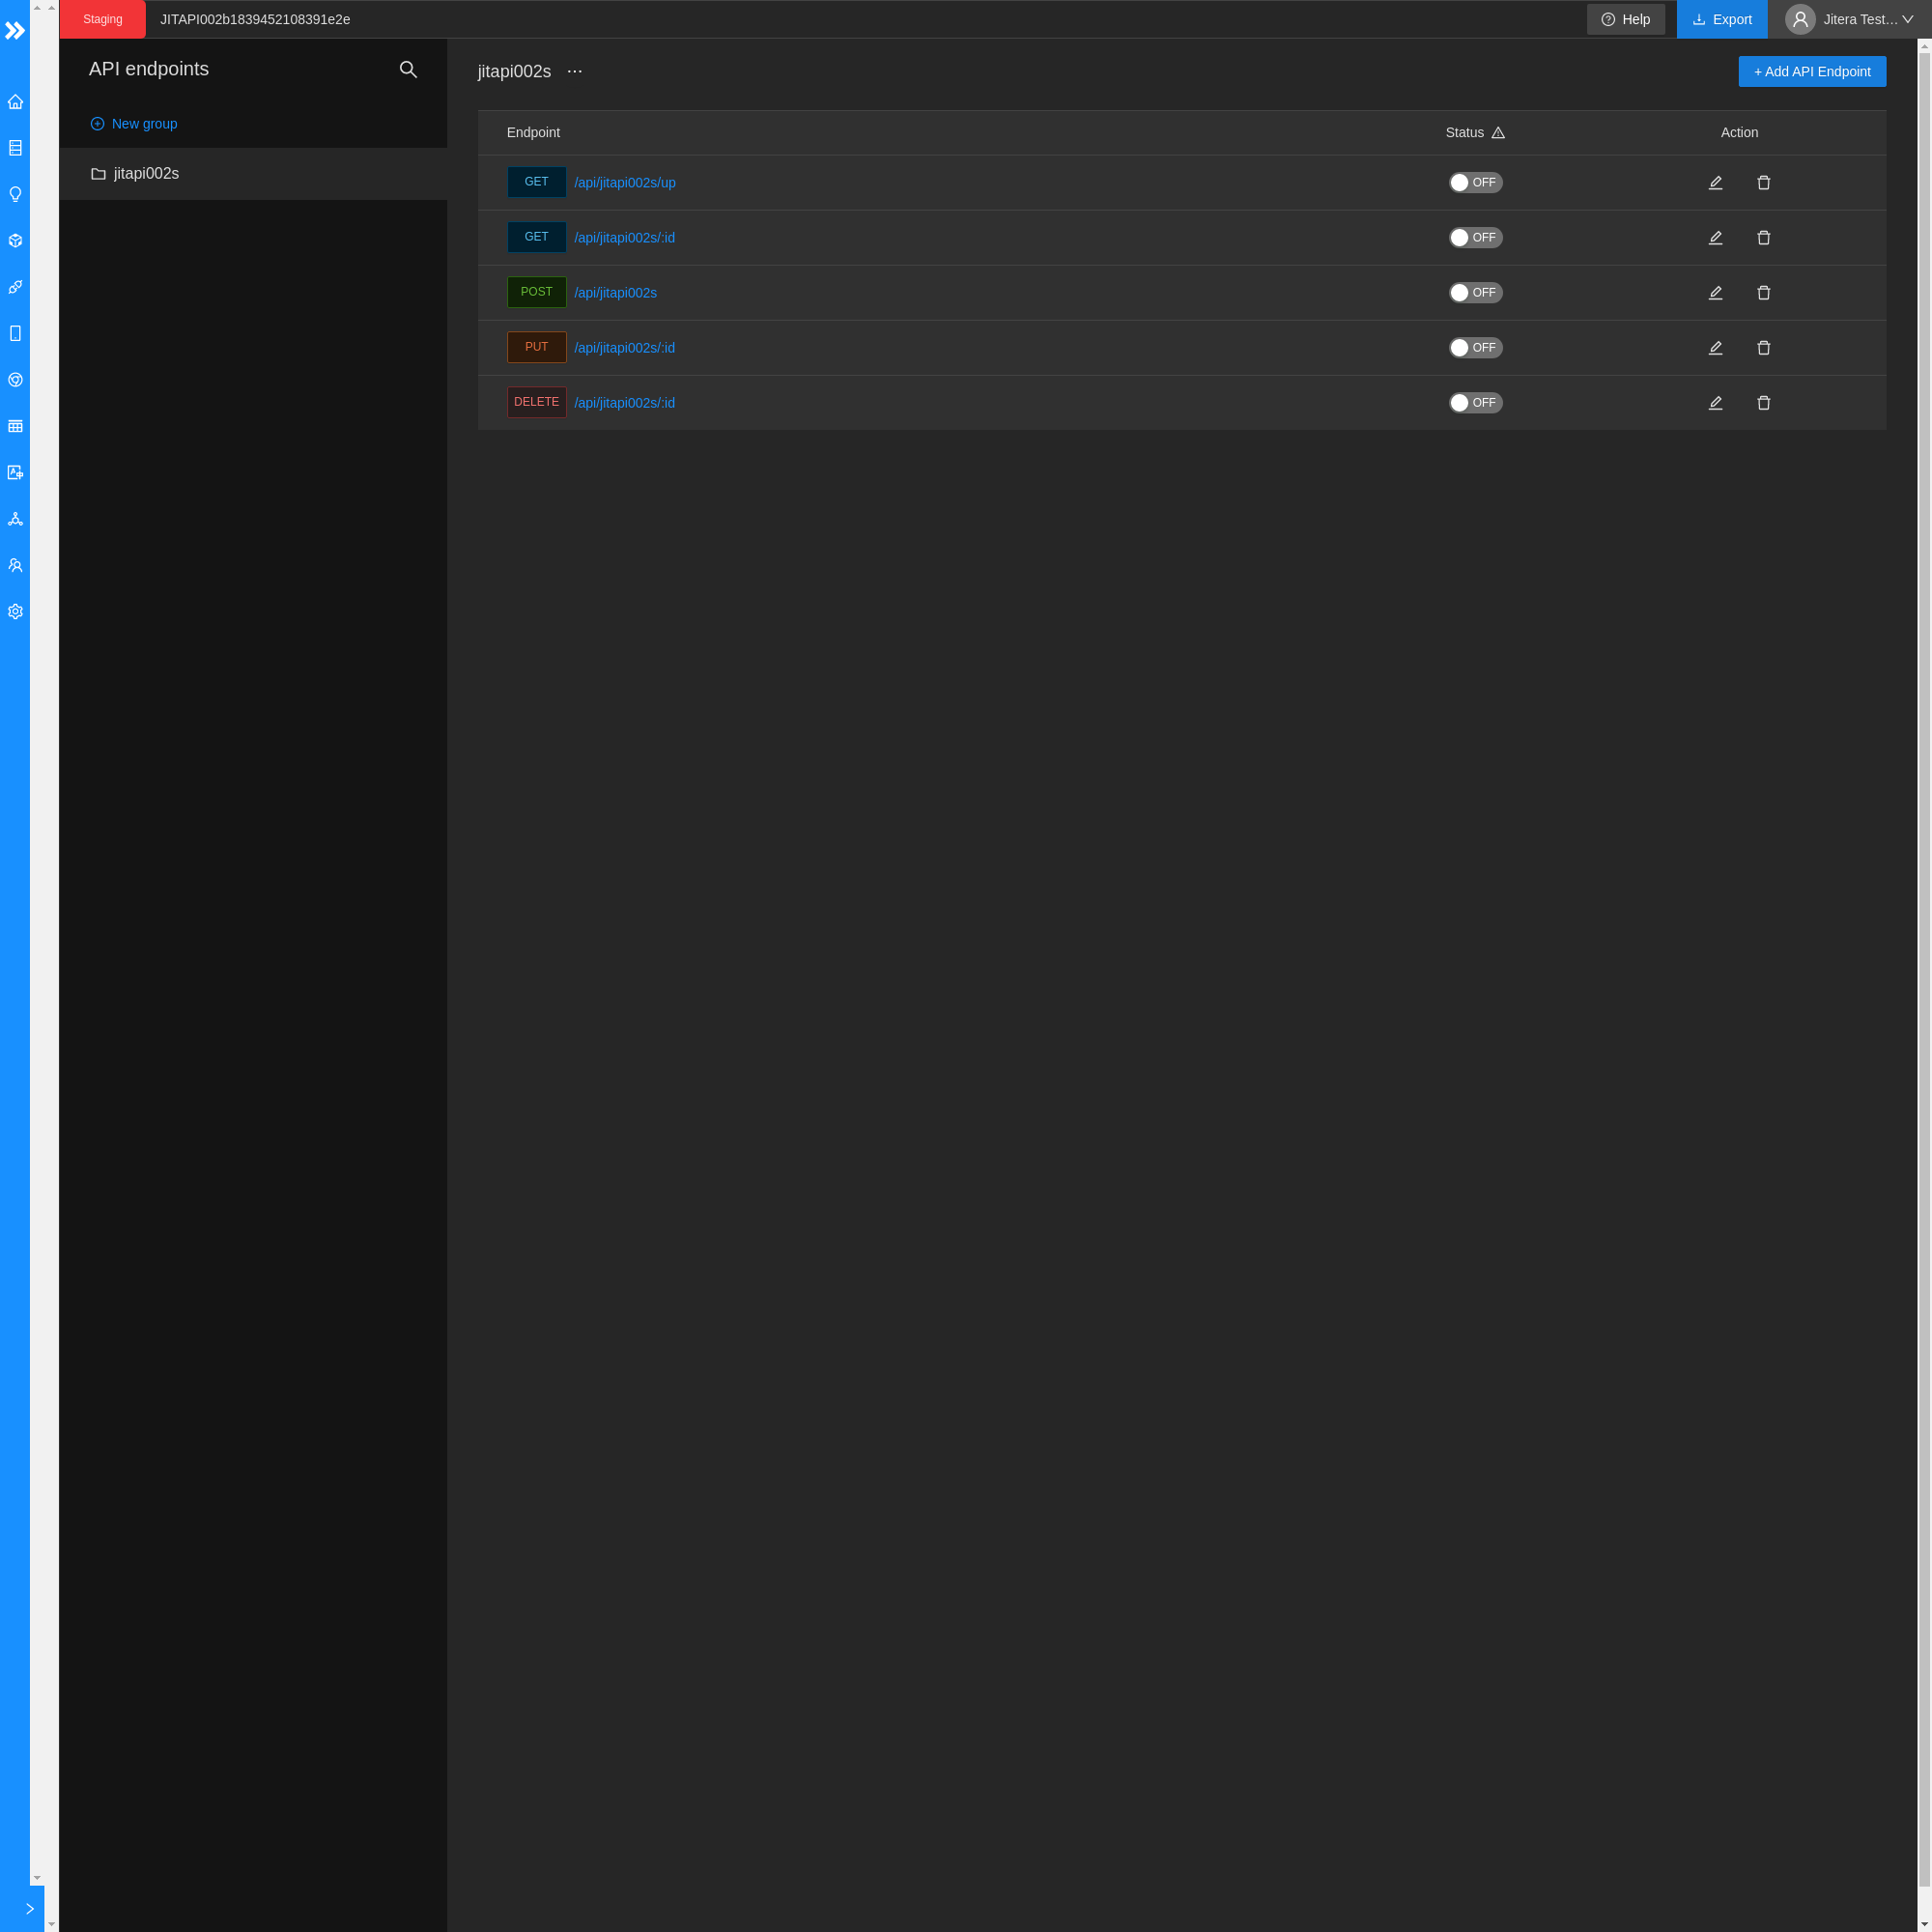 Staging
JITAPI002b1839452108391e2e
Help
Export
Jitera Test...
API endpoints
New group
jitapi002s
jitapi002s ...
+ Add API Endpoint
Endpoint
Status
Action
GET /api/jitapi002s/up OFF
GET /api/jitapi002s/:id OFF
POST /api/jitapi002s OFF
PUT /api/jitapi002s/:id OFF
DELETE /api/jitapi002s/:id OFF